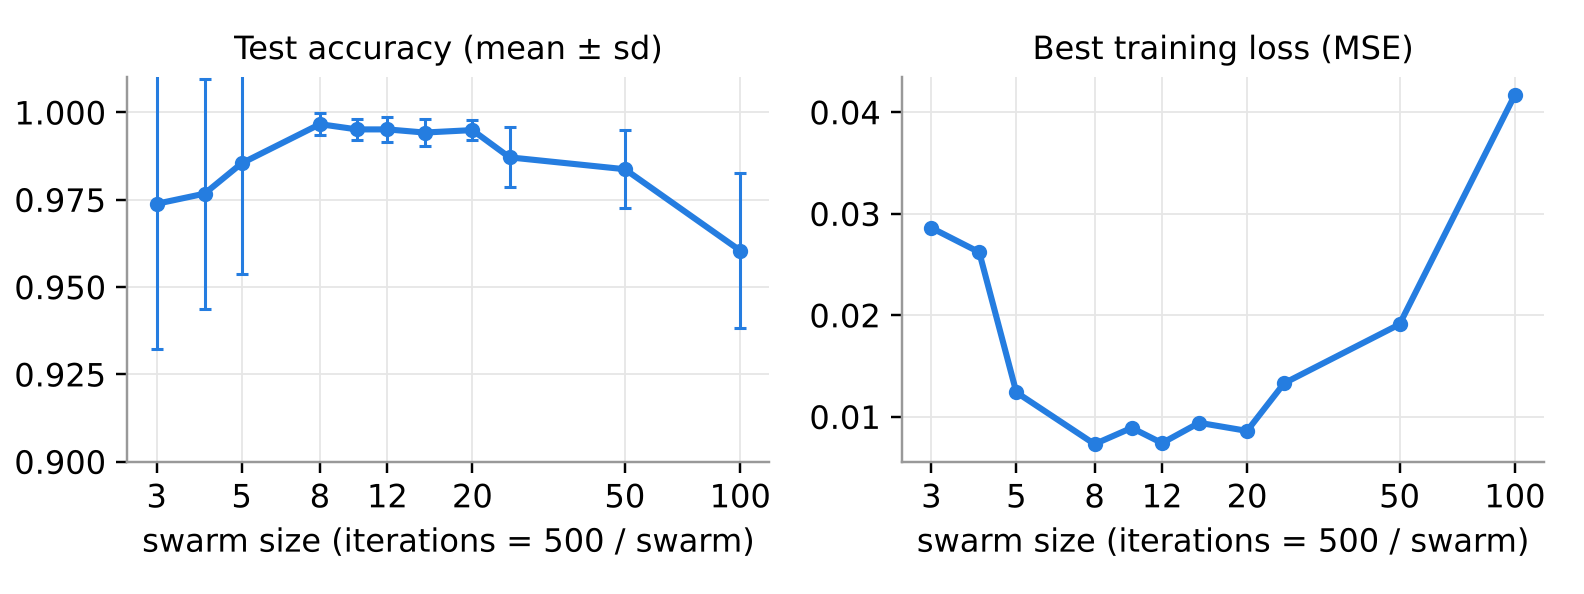 Test accuracy (mean ± sd)
1.000
0.975
0.950
0.925
0.900
3 5 8 12 20 50 100
swarm size (iterations = 500 / swarm)
Best training loss (MSE)
0.04
0.03
0.02
0.01
3 5 8 12 20 50 100
swarm size (iterations = 500 / swarm)